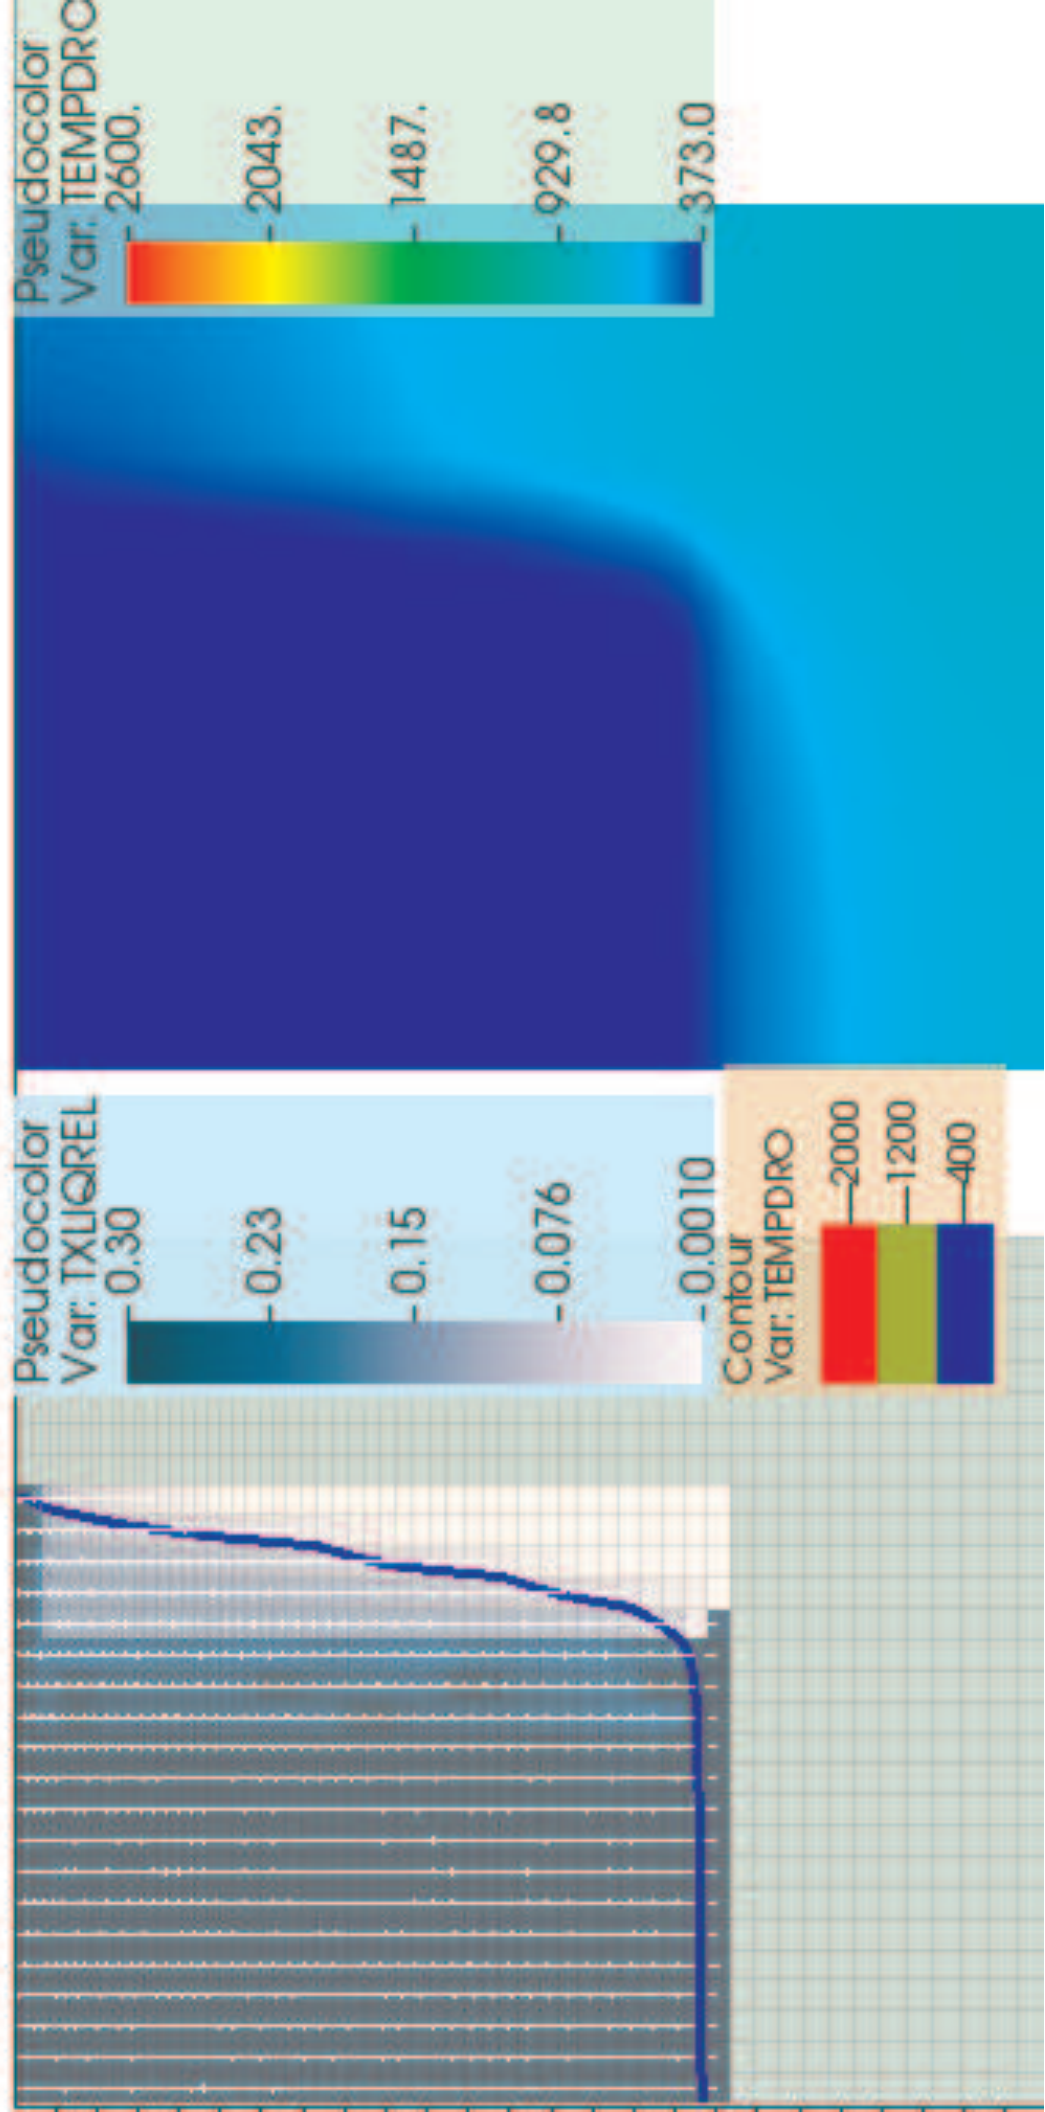 Pseudocolor
Var: TXLIQREL
0.30
0.23
0.15
0.076
0.0010
Contour
Var: TEMPDRO
2000
1200
400
Pseudocolor
Var: TEMPDRO
2600.
2043.
1487.
929.8
373.0